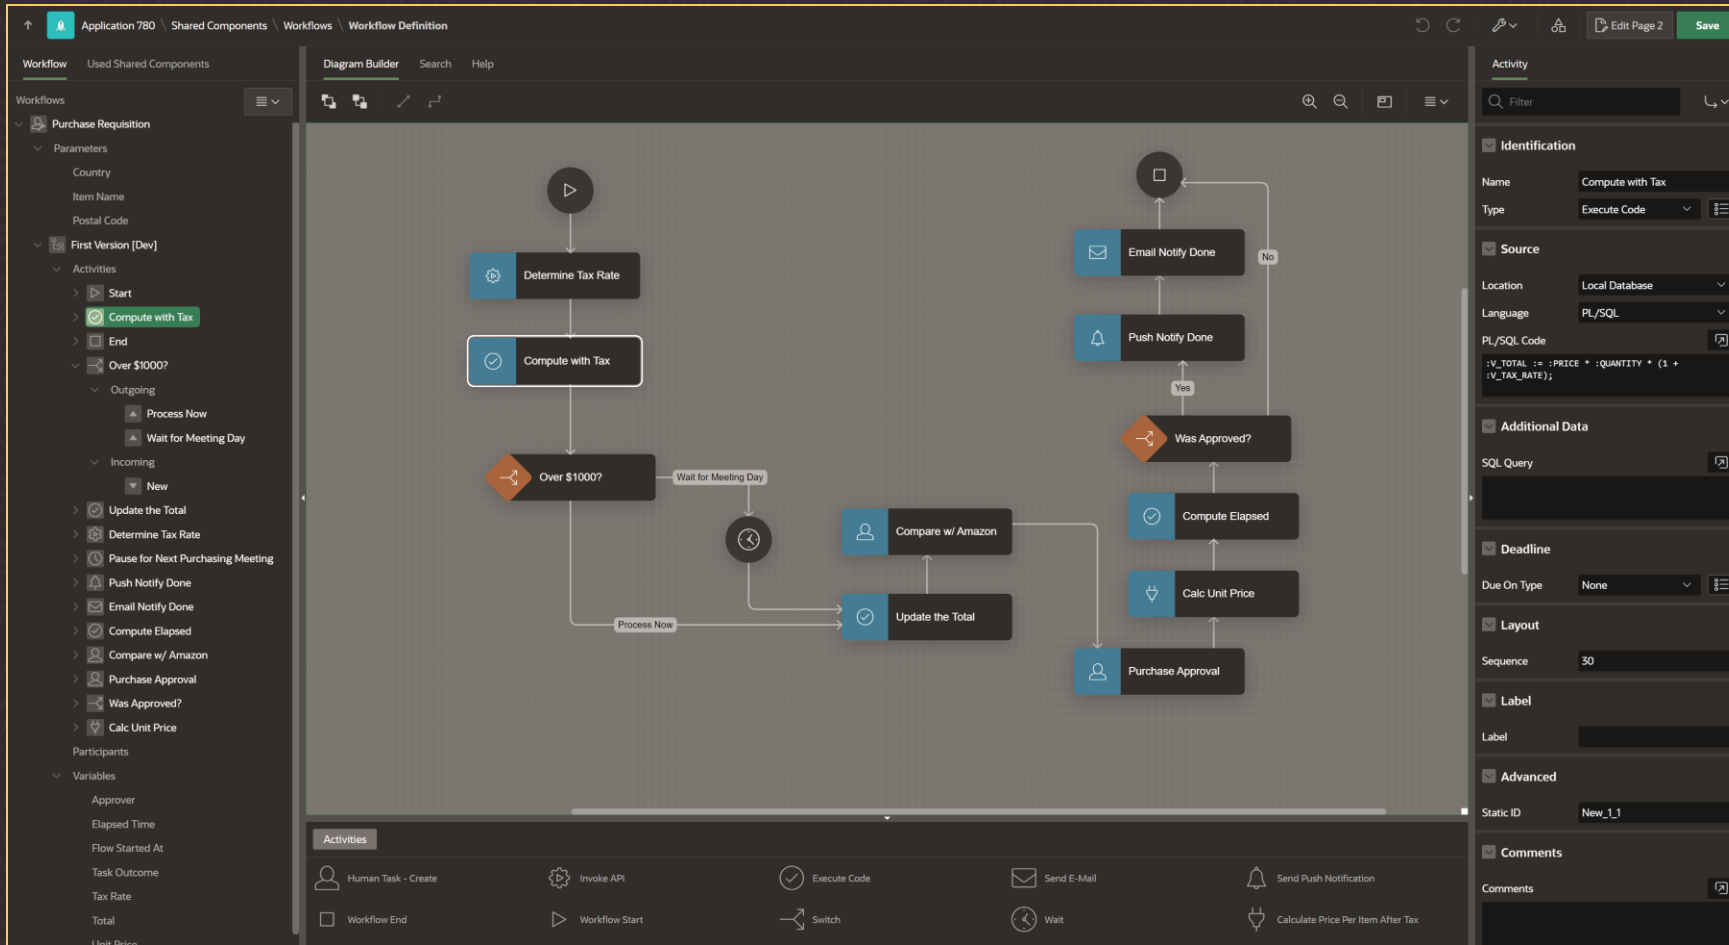 Application 780 \ Shared Components \ Workflows \ Workflow Definition
Edit Page 2
Save
Workflow
Used Shared Components
Workflows
Purchase Requisition
Parameters
Country
Item Name
Postal Code
First Version [Dev]
Activities
Start
Compute with Tax
End
Over $1000?
Outgoing
Process Now
Wait for Meeting Day
Incoming
New
Update the Total
Determine Tax Rate
Pause for Next Purchasing Meeting
Push Notify Done
Email Notify Done
Compute Elapsed
Compare w/ Amazon
Purchase Approval
Was Approved?
Calc Unit Price
Participants
Variables
Approver
Elapsed Time
Flow Started At
Task Outcome
Tax Rate
Total
Unit Price
Diagram Builder
Search
Help
Determine Tax Rate
Compute with Tax
Over $1000?
Wait for Meeting Day
Process Now
Compare w/ Amazon
Update the Total
Email Notify Done
No
Push Notify Done
Yes
Was Approved?
Compute Elapsed
Calc Unit Price
Purchase Approval
Activities
Human Task - Create
Invoke API
Execute Code
Send E-Mail
Send Push Notification
Workflow End
Workflow Start
Switch
Wait
Calculate Price Per Item After Tax
Activity
Filter
Identification
Name Compute with Tax
Type Execute Code
Source
Location Local Database
Language PL/SQL
PL/SQL Code
:V_TOTAL := :PRICE * :QUANTITY * (1 +
:V_TAX_RATE);
Additional Data
SQL Query
Deadline
Due On Type None
Layout
Sequence 30
Label
Label
Advanced
Static ID New_1_1
Comments
Comments